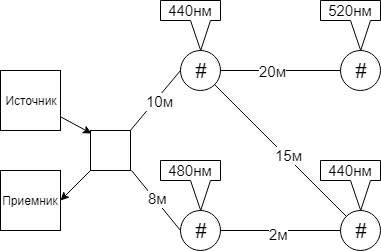 440нм
520нм
#
20м
#
Источник
10м
15м
Приемник
480нм
440нм
8м
#
2м
#